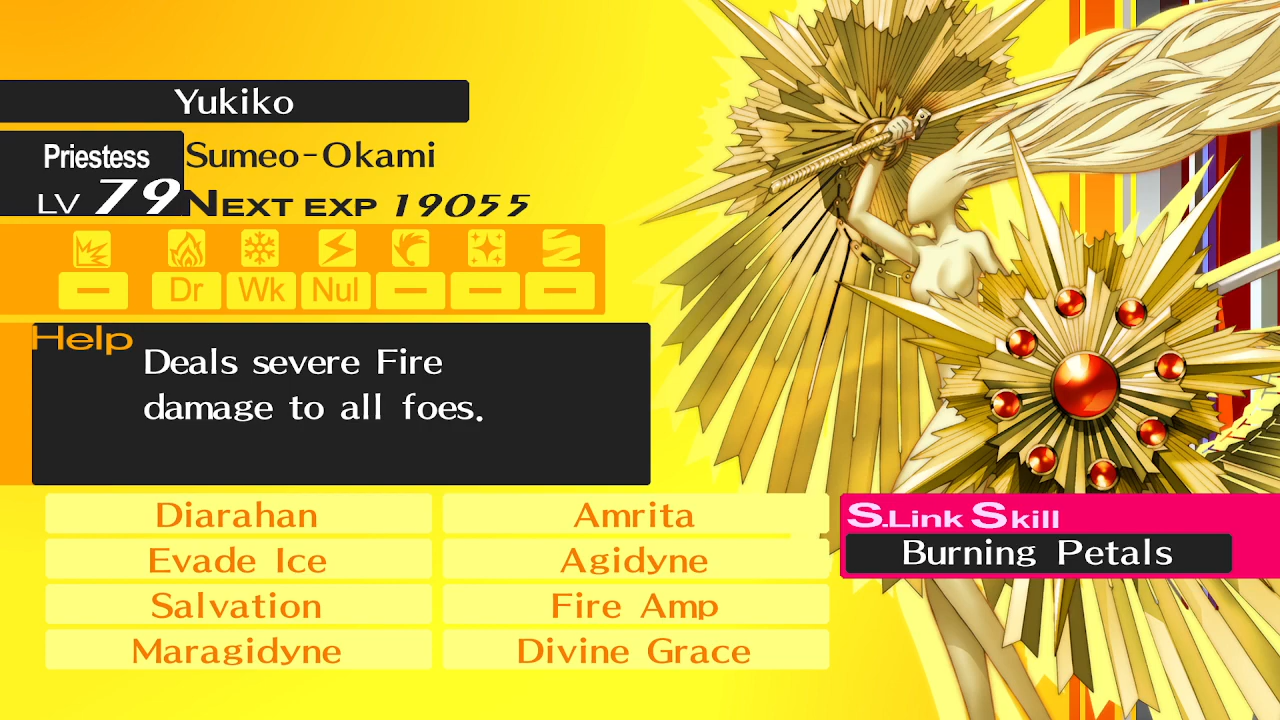 Yukiko
Priestess
Sumeo-Okami
LV 79
NEXT EXP 19055
— Dr Wk Nul — — —
Help
Deals severe Fire
damage to all foes.
Diarahan Amrita
Evade Ice Agidyne
Salvation Fire Amp
Maragidyne Divine Grace
S.Link Skill
Burning Petals